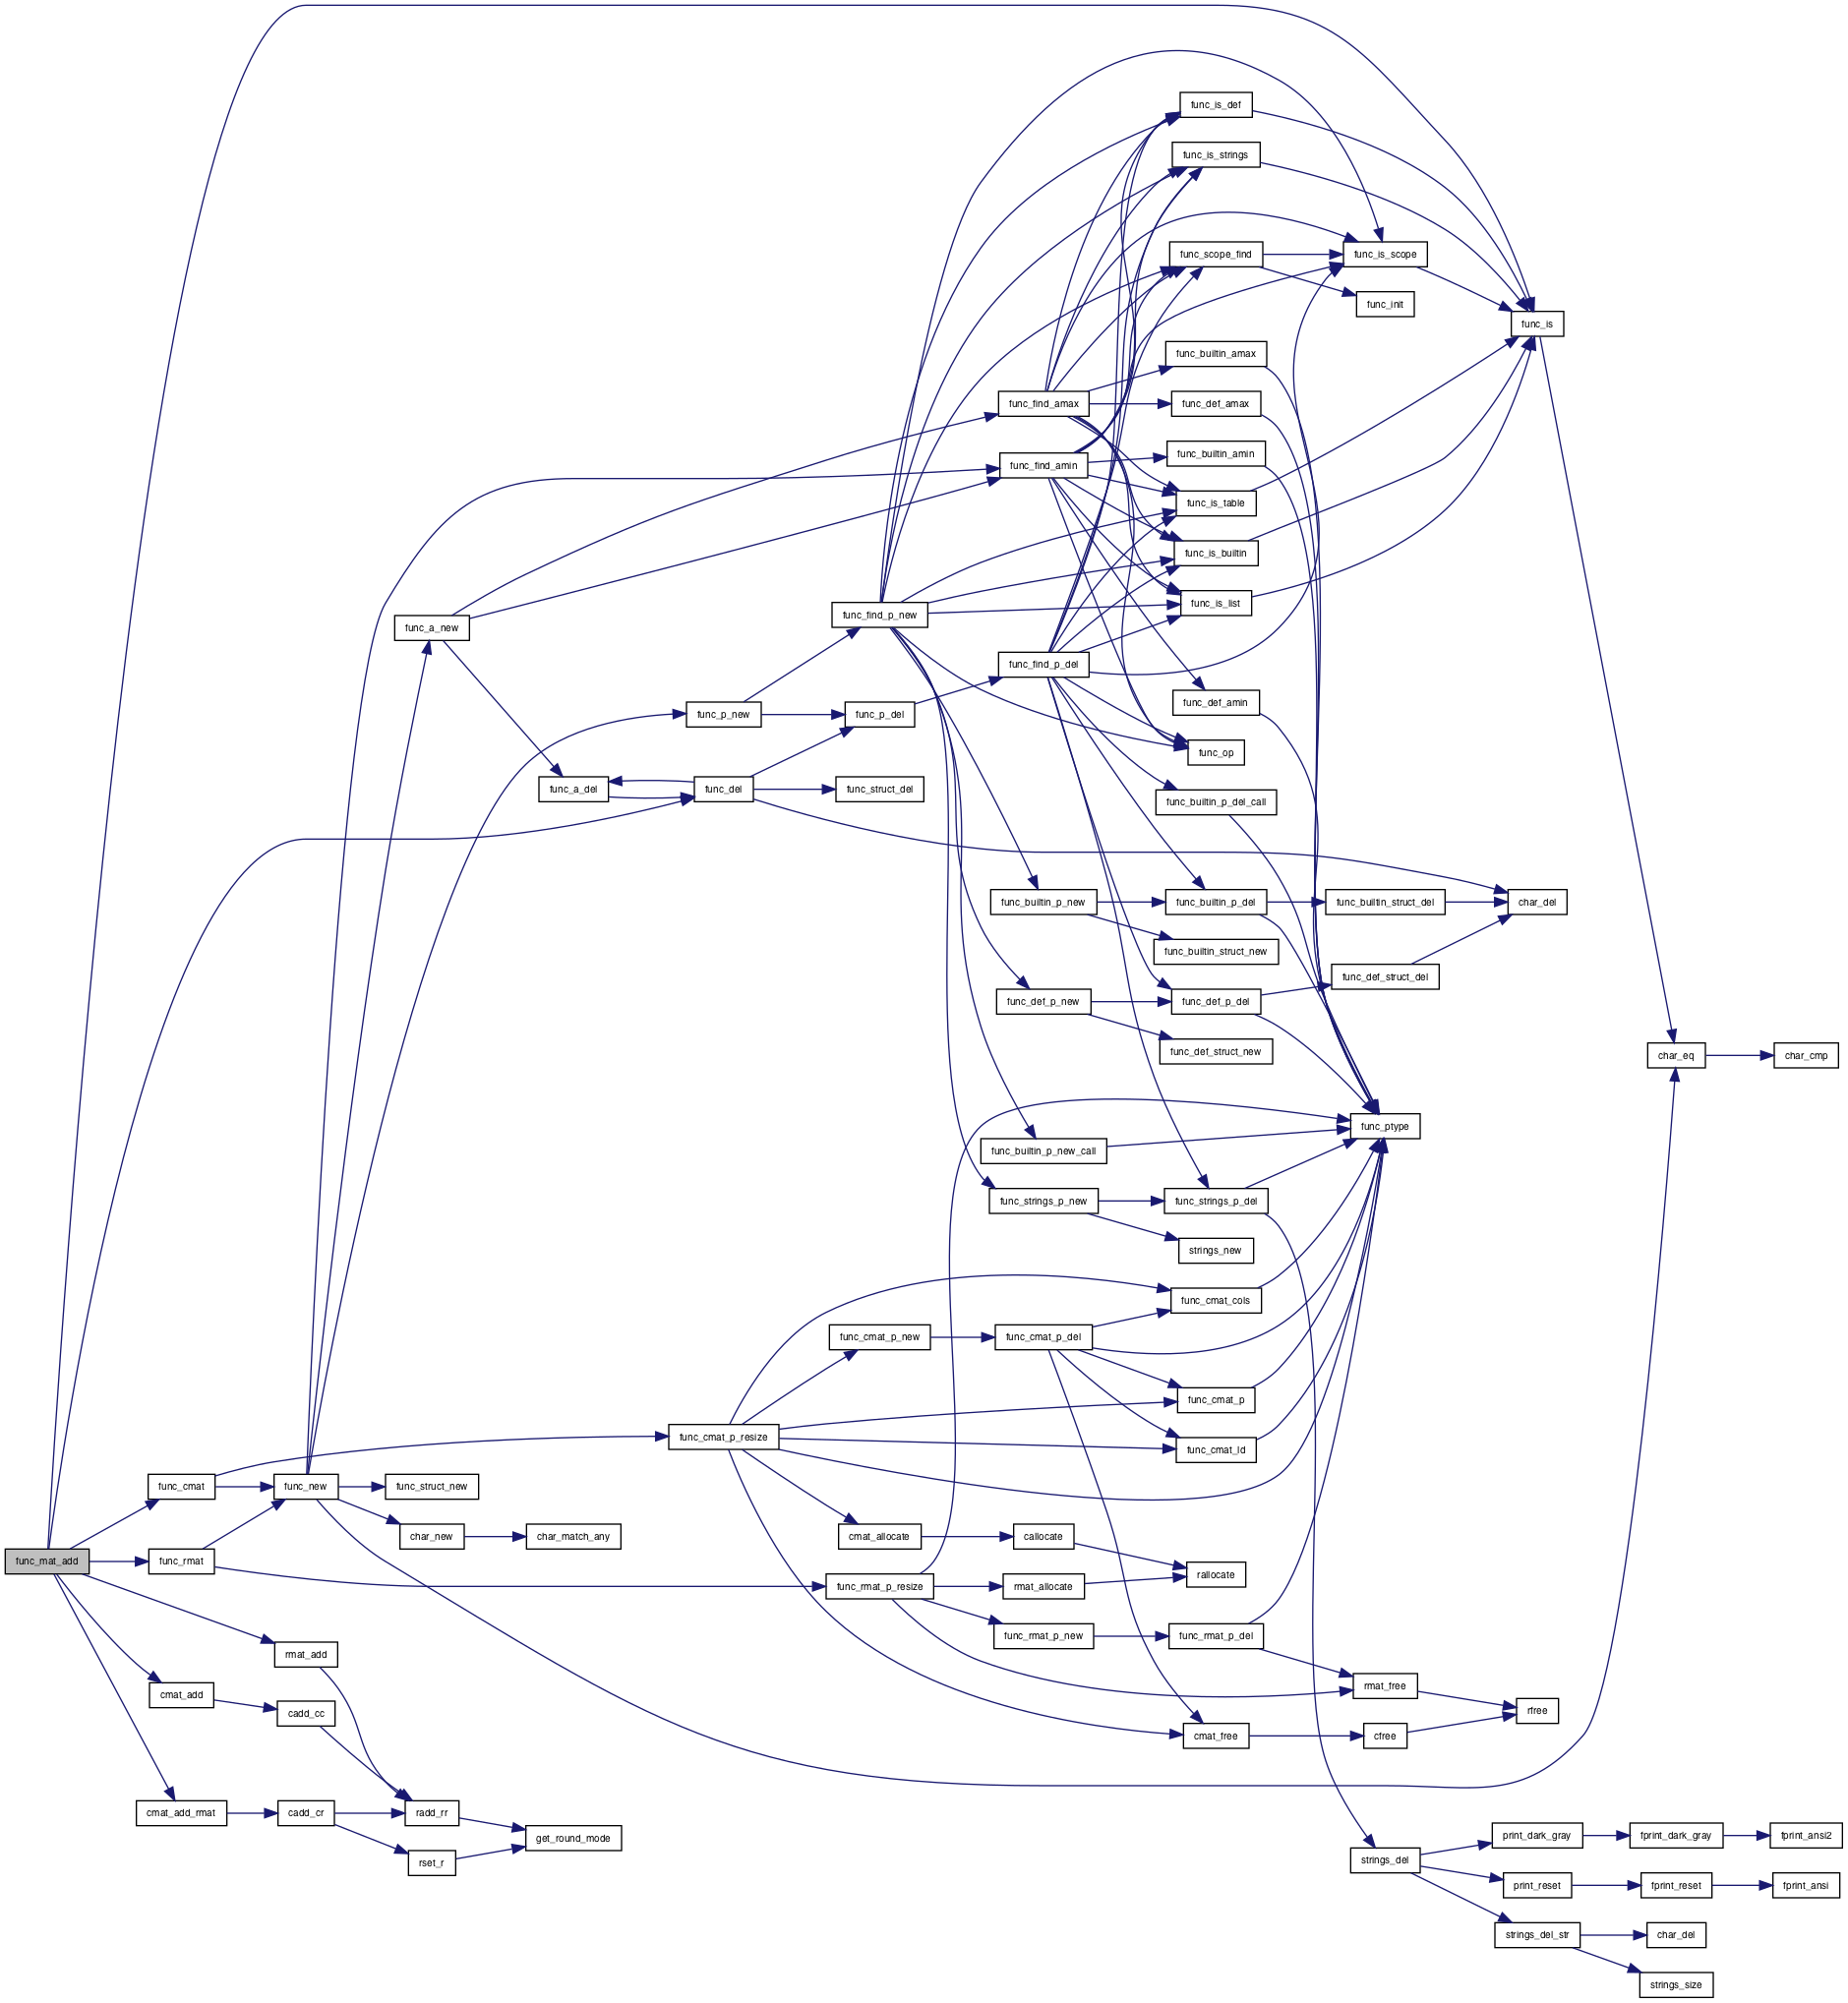 func_is_def
func_is_strings
func_scope_find
func_is_scope
func_init
func_is
func_builtin_amax
func_find_amax
func_def_amax
func_builtin_amin
func_find_amin
func_is_table
func_is_builtin
func_is_list
func_find_p_new
func_a_new
func_find_p_del
func_def_amin
func_p_new
func_p_del
func_op
func_a_del
func_del
func_struct_del
func_builtin_p_del_call
func_builtin_p_new
func_builtin_p_del
func_builtin_struct_del
char_del
func_builtin_struct_new
func_def_struct_del
func_def_p_new
func_def_p_del
func_def_struct_new
char_eq
char_cmp
func_ptype
func_builtin_p_new_call
func_strings_p_new
func_strings_p_del
strings_new
func_cmat_cols
func_cmat_p_new
func_cmat_p_del
func_cmat_p
func_cmat_p_resize
func_cmat_ld
func_cmat
func_new
func_struct_new
char_new
char_match_any
cmat_allocate
callocate
func_mat_add
func_rmat
rallocate
func_rmat_p_resize
rmat_allocate
func_rmat_p_new
func_rmat_p_del
rmat_add
rmat_free
cmat_add
cadd_cc
rfree
cmat_free
cfree
cmat_add_rmat
cadd_cr
radd_rr
get_round_mode
rset_r
print_dark_gray
fprint_dark_gray
fprint_ansi2
strings_del
print_reset
fprint_reset
fprint_ansi
strings_del_str
char_del
strings_size